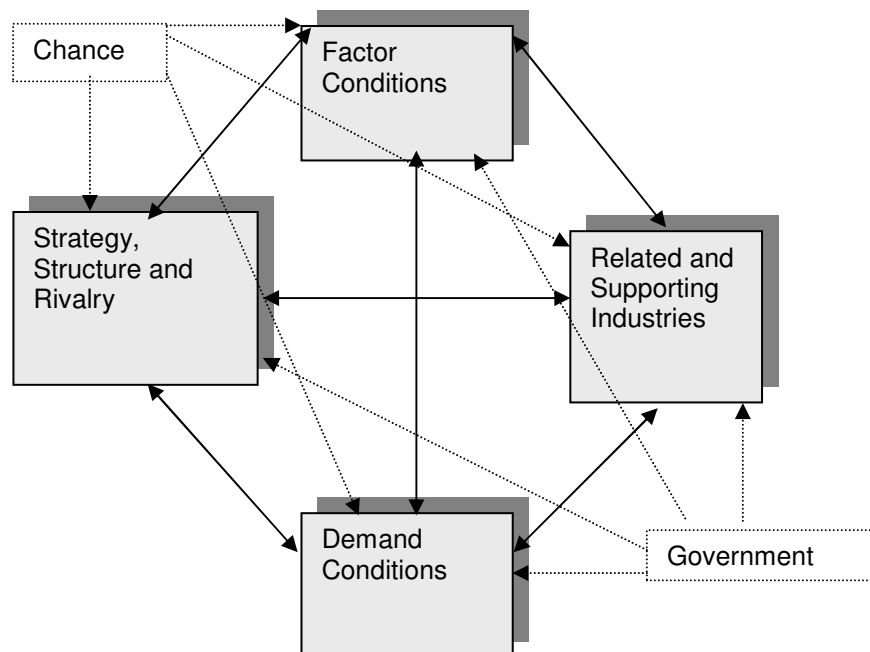 Chance
Factor
Conditions
Strategy,
Structure and
Rivalry
Related and
Supporting
Industries
Demand
Conditions
Government